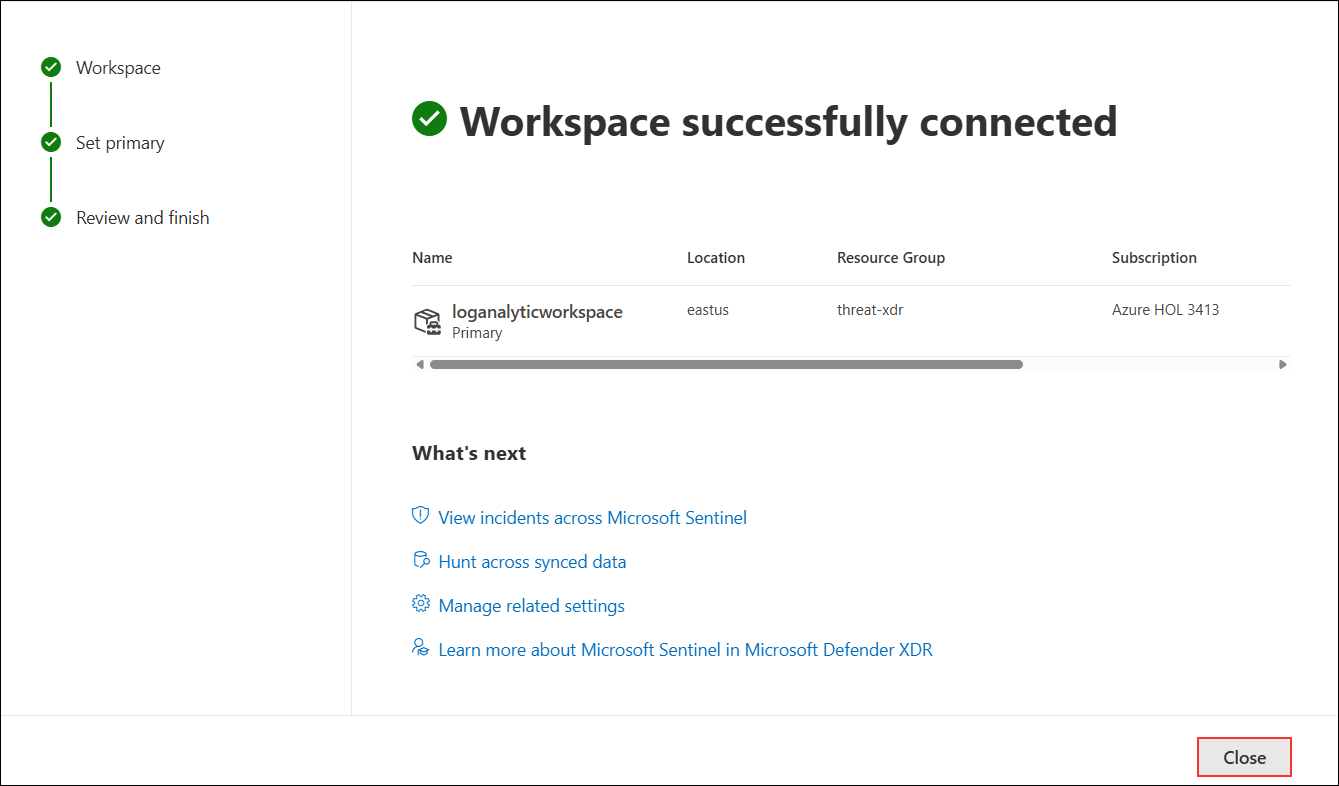 Workspace
Set primary
Review and finish
Workspace successfully connected
Name Location Resource Group Subscription
loganalyticworkspace eastus threat-xdr Azure HOL 3413
Primary
What's next
View incidents across Microsoft Sentinel
Hunt across synced data
Manage related settings
Learn more about Microsoft Sentinel in Microsoft Defender XDR
Close